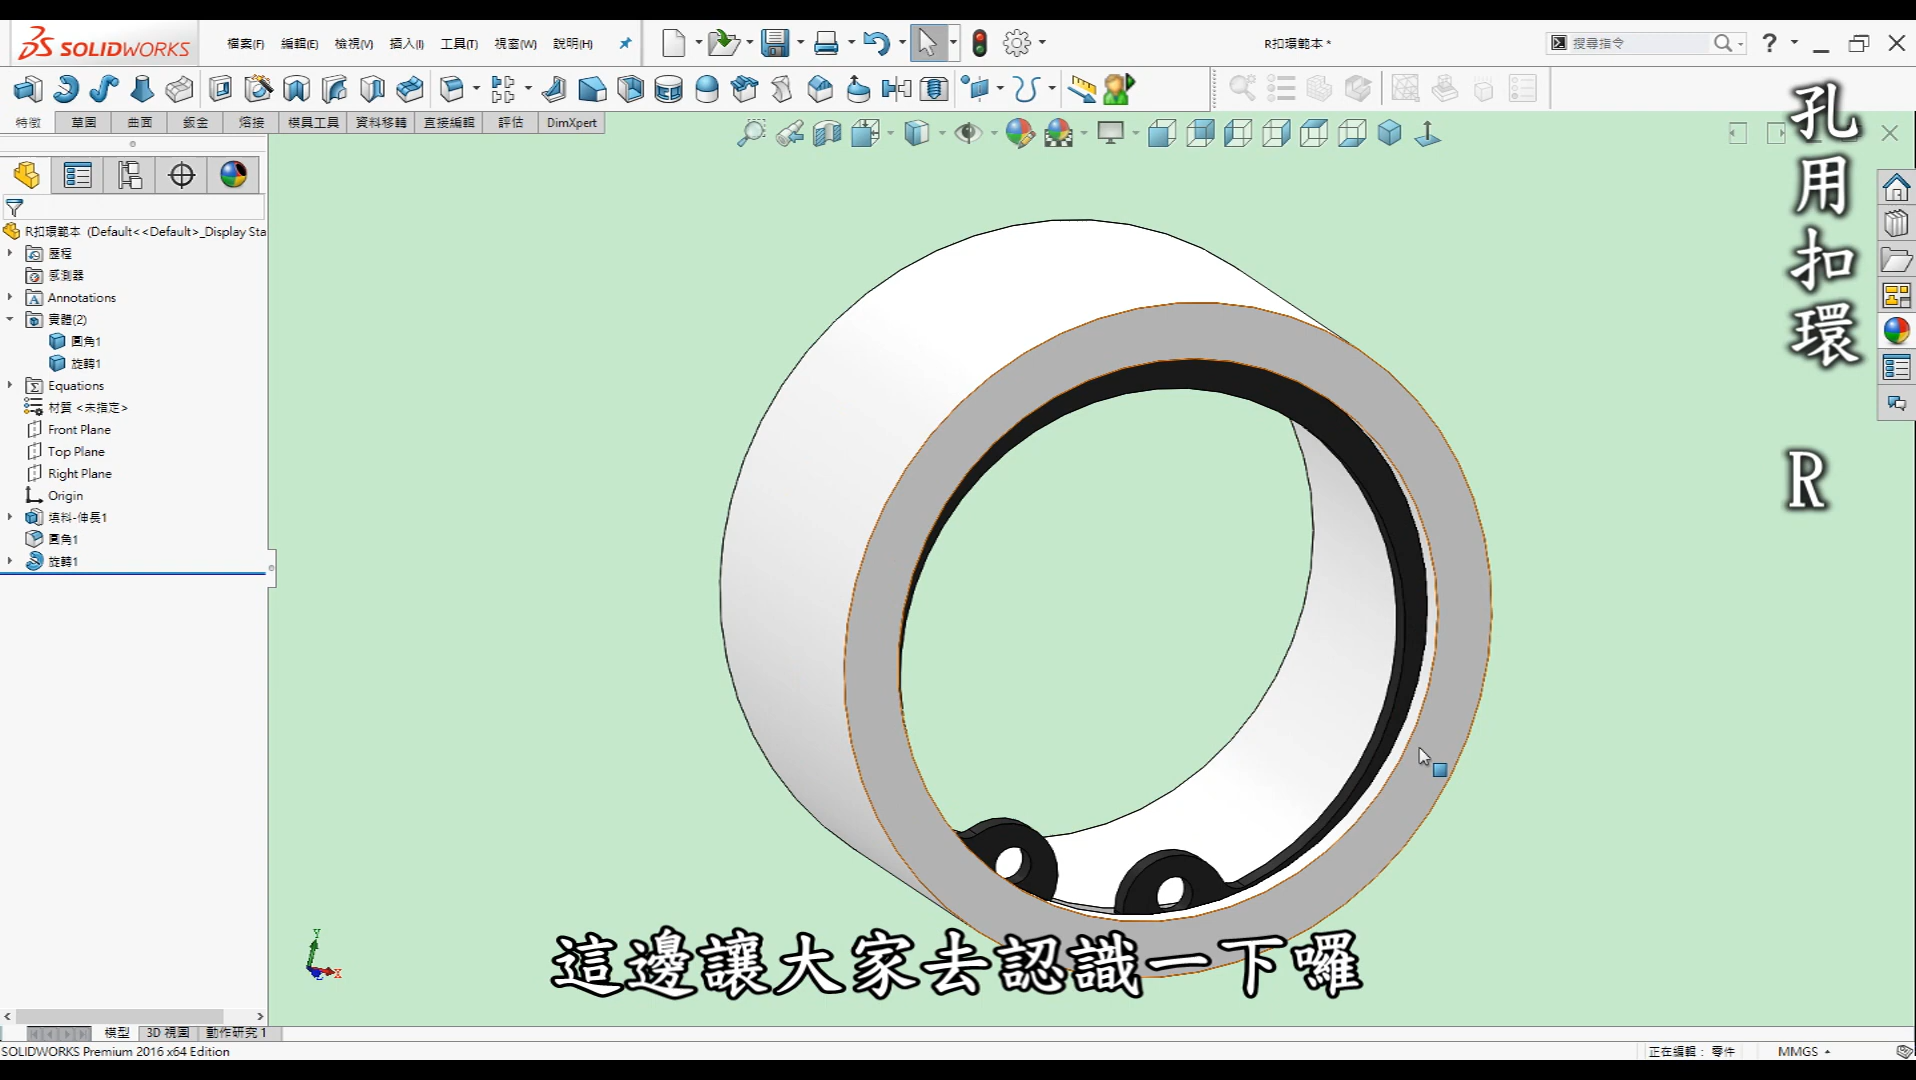 SOLIDWORKS
檔案(F) 編輯(E) 檢視(V) 插入(I) 工具(T) 視窗(W) 說明(H)
R扣環範本 *
搜尋指令
特徵 草圖 曲面 鈑金 熔接 模具工具 資料移轉 直接編輯 評估 DimXpert
孔用扣環 R
R扣環範本 (Default<<Default>_Display Sta
歷程
感測器
Annotations
實體(2)
圓角1
旋轉1
Equations
材質 <未指定>
Front Plane
Top Plane
Right Plane
Origin
填料-伸長1
圓角1
旋轉1
Y
X
這邊讓大家去認識一下囉
模型 3D 視圖 動作研究 1
SOLIDWORKS Premium 2016 x64 Edition
正在編輯： 零件
MMGS